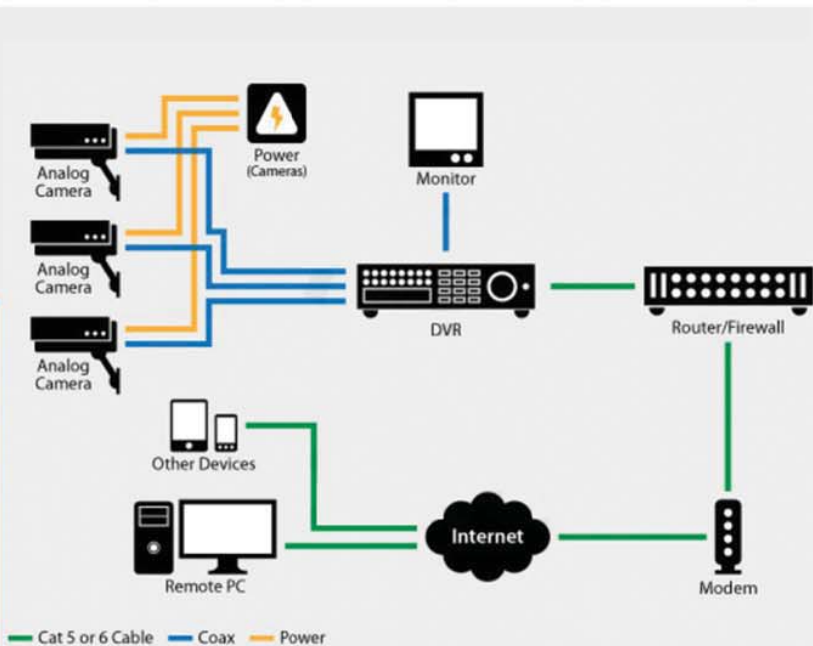 Power
(Cameras)
Analog
Camera
Monitor
Analog
Camera
DVR
Router/Firewall
Analog
Camera
Other Devices
Internet
Remote PC
Modem
Cat 5 or 6 Cable
Coax
Power